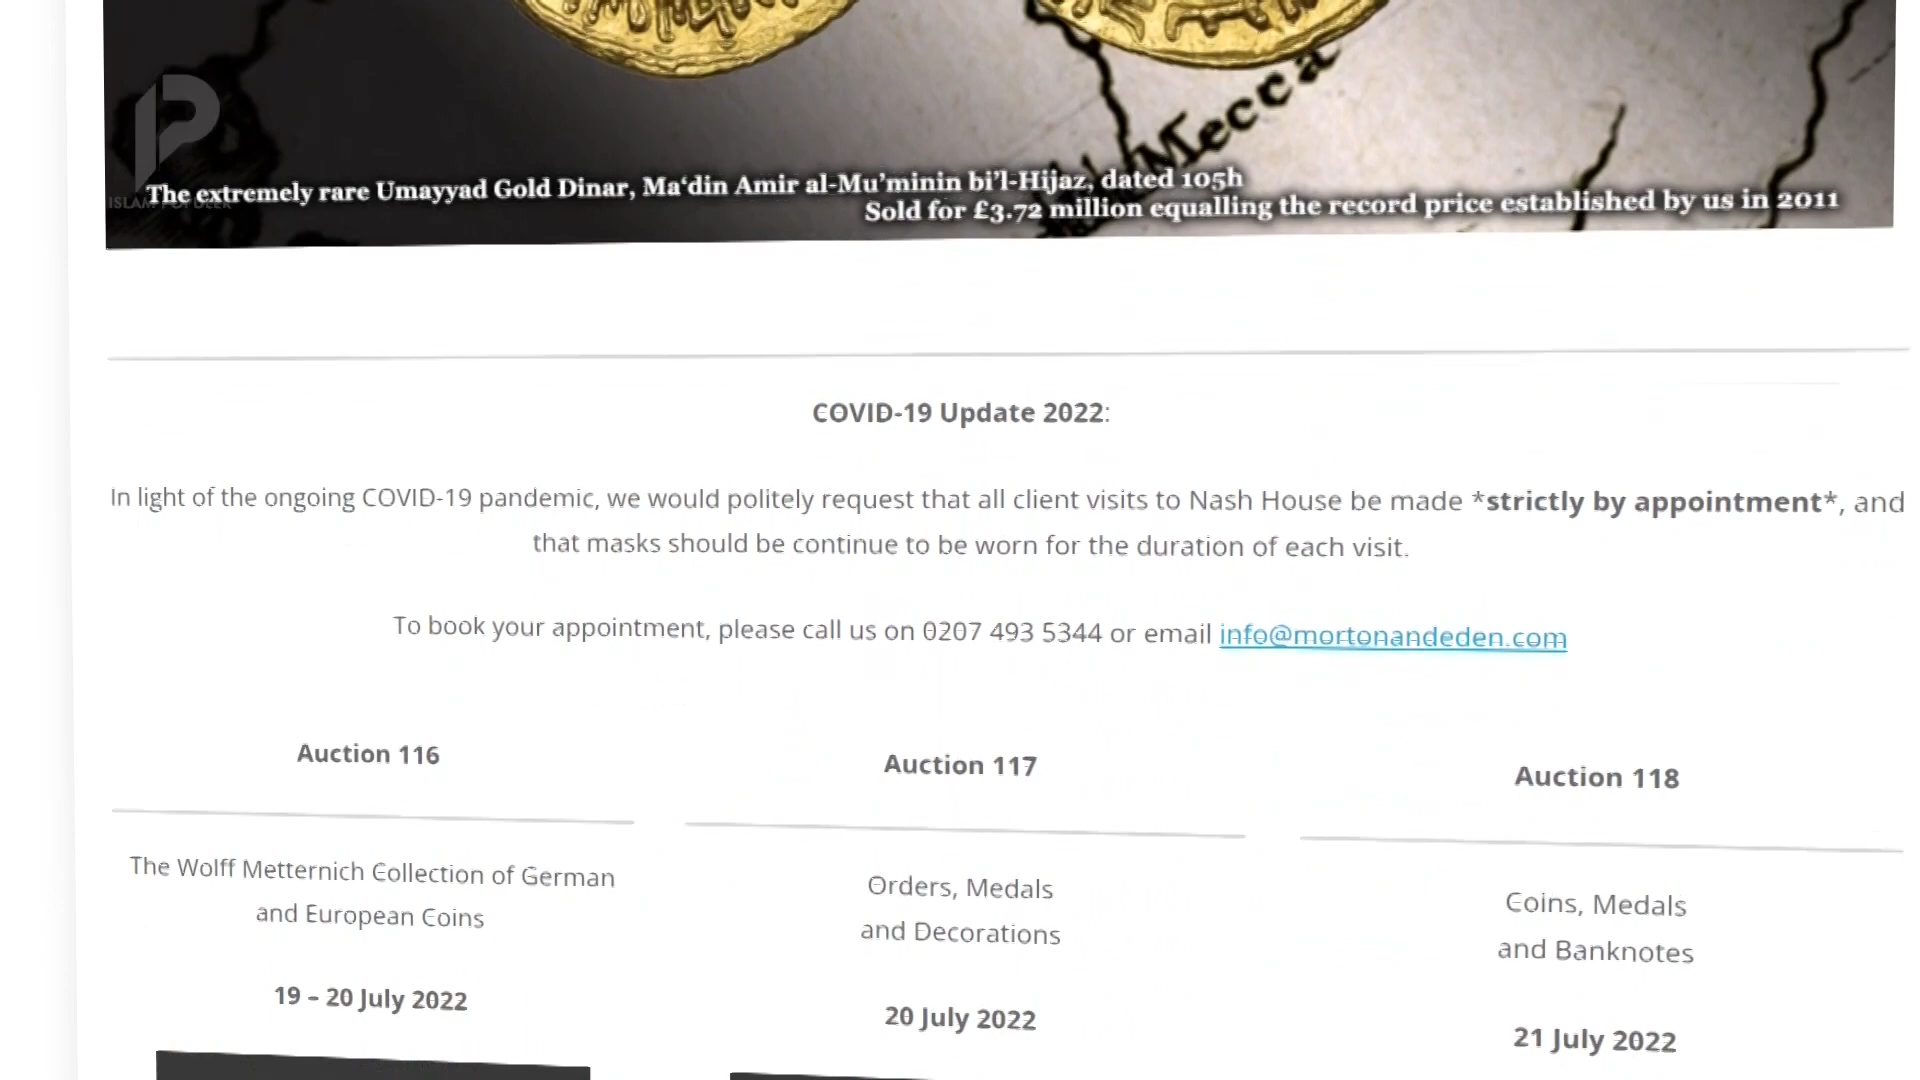 Mecca
The extremely rare Umayyad Gold Dinar, Ma‘din Amir al-Mu’minin bi’l-Hijaz, dated 105h
Sold for £3.72 million equalling the record price established by us in 2011
COVID-19 Update 2022:
In light of the ongoing COVID-19 pandemic, we would politely request that all client visits to Nash House be made *strictly by appointment*, and
that masks should be continue to be worn for the duration of each visit.
To book your appointment, please call us on 0207 493 5344 or email info@mortonandeden.com
Auction 116
Auction 117
Auction 118
The Wolff Metternich Collection of German
and European Coins
Orders, Medals
and Decorations
Coins, Medals
and Banknotes
19 – 20 July 2022
20 July 2022
21 July 2022